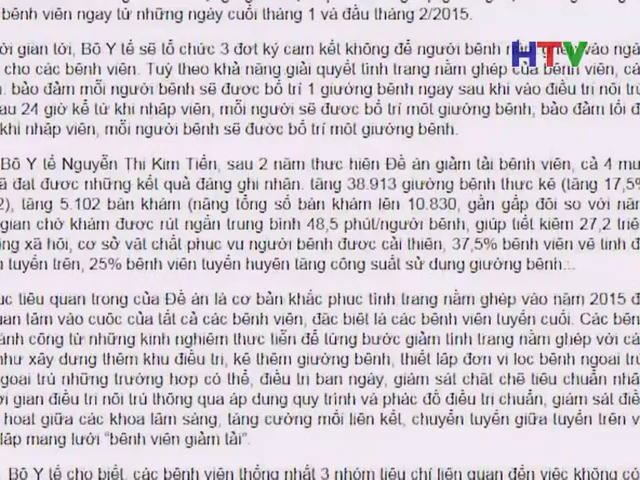 bệnh viện ngay từ những ngày cuối tháng 1 và đầu tháng 2/2015.
ời gian tới, Bộ Y tế sẽ tổ chức 3 đợt ký cam kết không để người bệnh nằm ghép vào ngày
HTV
cho các bệnh viện. Tuỳ theo khả năng giải quyết tình trạng nằm ghép của bệnh viện, cá
. bảo đảm mỗi người bệnh sẽ được bố trí 1 giường bệnh ngay sau khi vào điều trị nội trú
au 24 giờ kể từ khi nhập viện, mỗi người sẽ được bố trí một giường bệnh, bảo đảm tối đ
khi nhập viện, mỗi người bệnh sẽ được bố trí một giường bệnh.
Bộ Y tế Nguyễn Thị Kim Tiến, sau 2 năm thực hiện Đề án giảm tải bệnh viện, cả 4 mụ
ã đạt được những kết quả đáng ghi nhận. tăng 38.913 giường bệnh thực kê (tăng 17,5%
2), tăng 5.102 bàn khám (nâng tổng số bàn khám lên 10.830, gần gấp đôi so với năm
gian chờ khám được rút ngắn trung bình 48,5 phút/người bệnh, giúp tiết kiệm 27,2 triệ
ng xã hội, cơ sở vật chất phục vụ người bệnh được cải thiện, 37,5% bệnh viện vệ tinh đ
n tuyến trên, 25% bệnh viện tuyến huyện tăng công suất sử dụng giường bệnh...
ục tiêu quan trọng của Đề án là cơ bản khắc phục tình trạng nằm ghép vào năm 2015 đ
uan tâm vào cuộc của tất cả các bệnh viện, đặc biệt là các bệnh viện tuyến cuối. Các bện
ành công từ những kinh nghiệm thực tiễn để từng bước giảm tình trạng nằm ghép với cá
như xây dựng thêm khu điều trị, kê thêm giường bệnh, thiết lập đơn vị lọc bệnh ngoại trú
goại trú những trường hợp có thể, điều trị ban ngày, giám sát chặt chẽ tiêu chuẩn nhậ
ời gian điều trị nội trú thông qua áp dụng quy trình và phác đồ điều trị chuẩn, giám sát điề
hoạt giữa các khoa lâm sàng, tăng cường mối liên kết, chuyển tuyến giữa tuyến trên v
lập mạng lưới “bệnh viện giảm tải”.
. Bộ Y tế cho biết, các bệnh viện thống nhất 3 nhóm tiêu chí liên quan đến việc không có